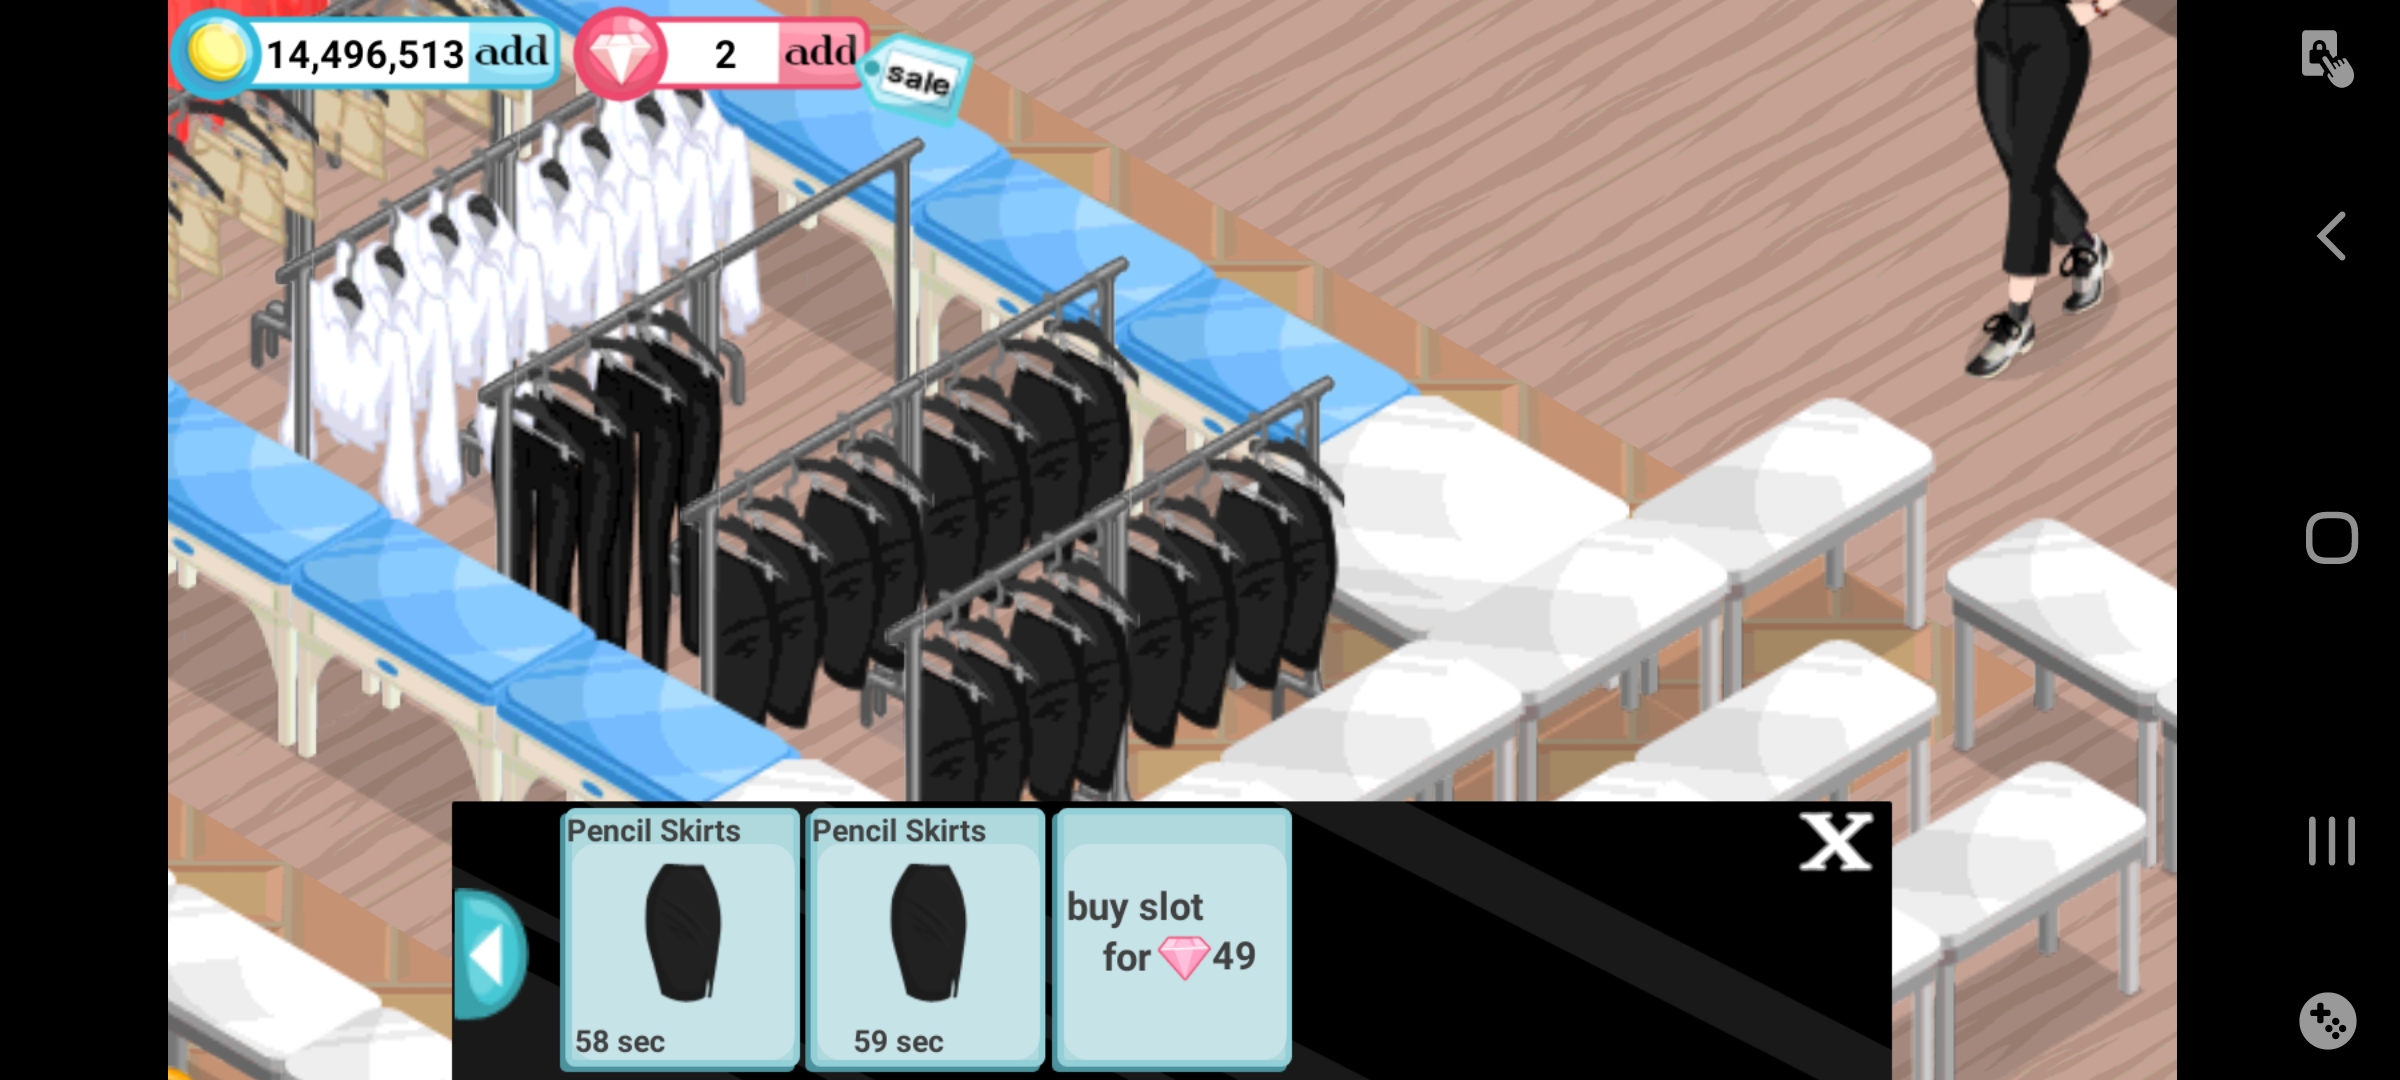 14,496,513 add
2 add
sale
Pencil Skirts
58 sec
Pencil Skirts
59 sec
buy slot
for 49
X